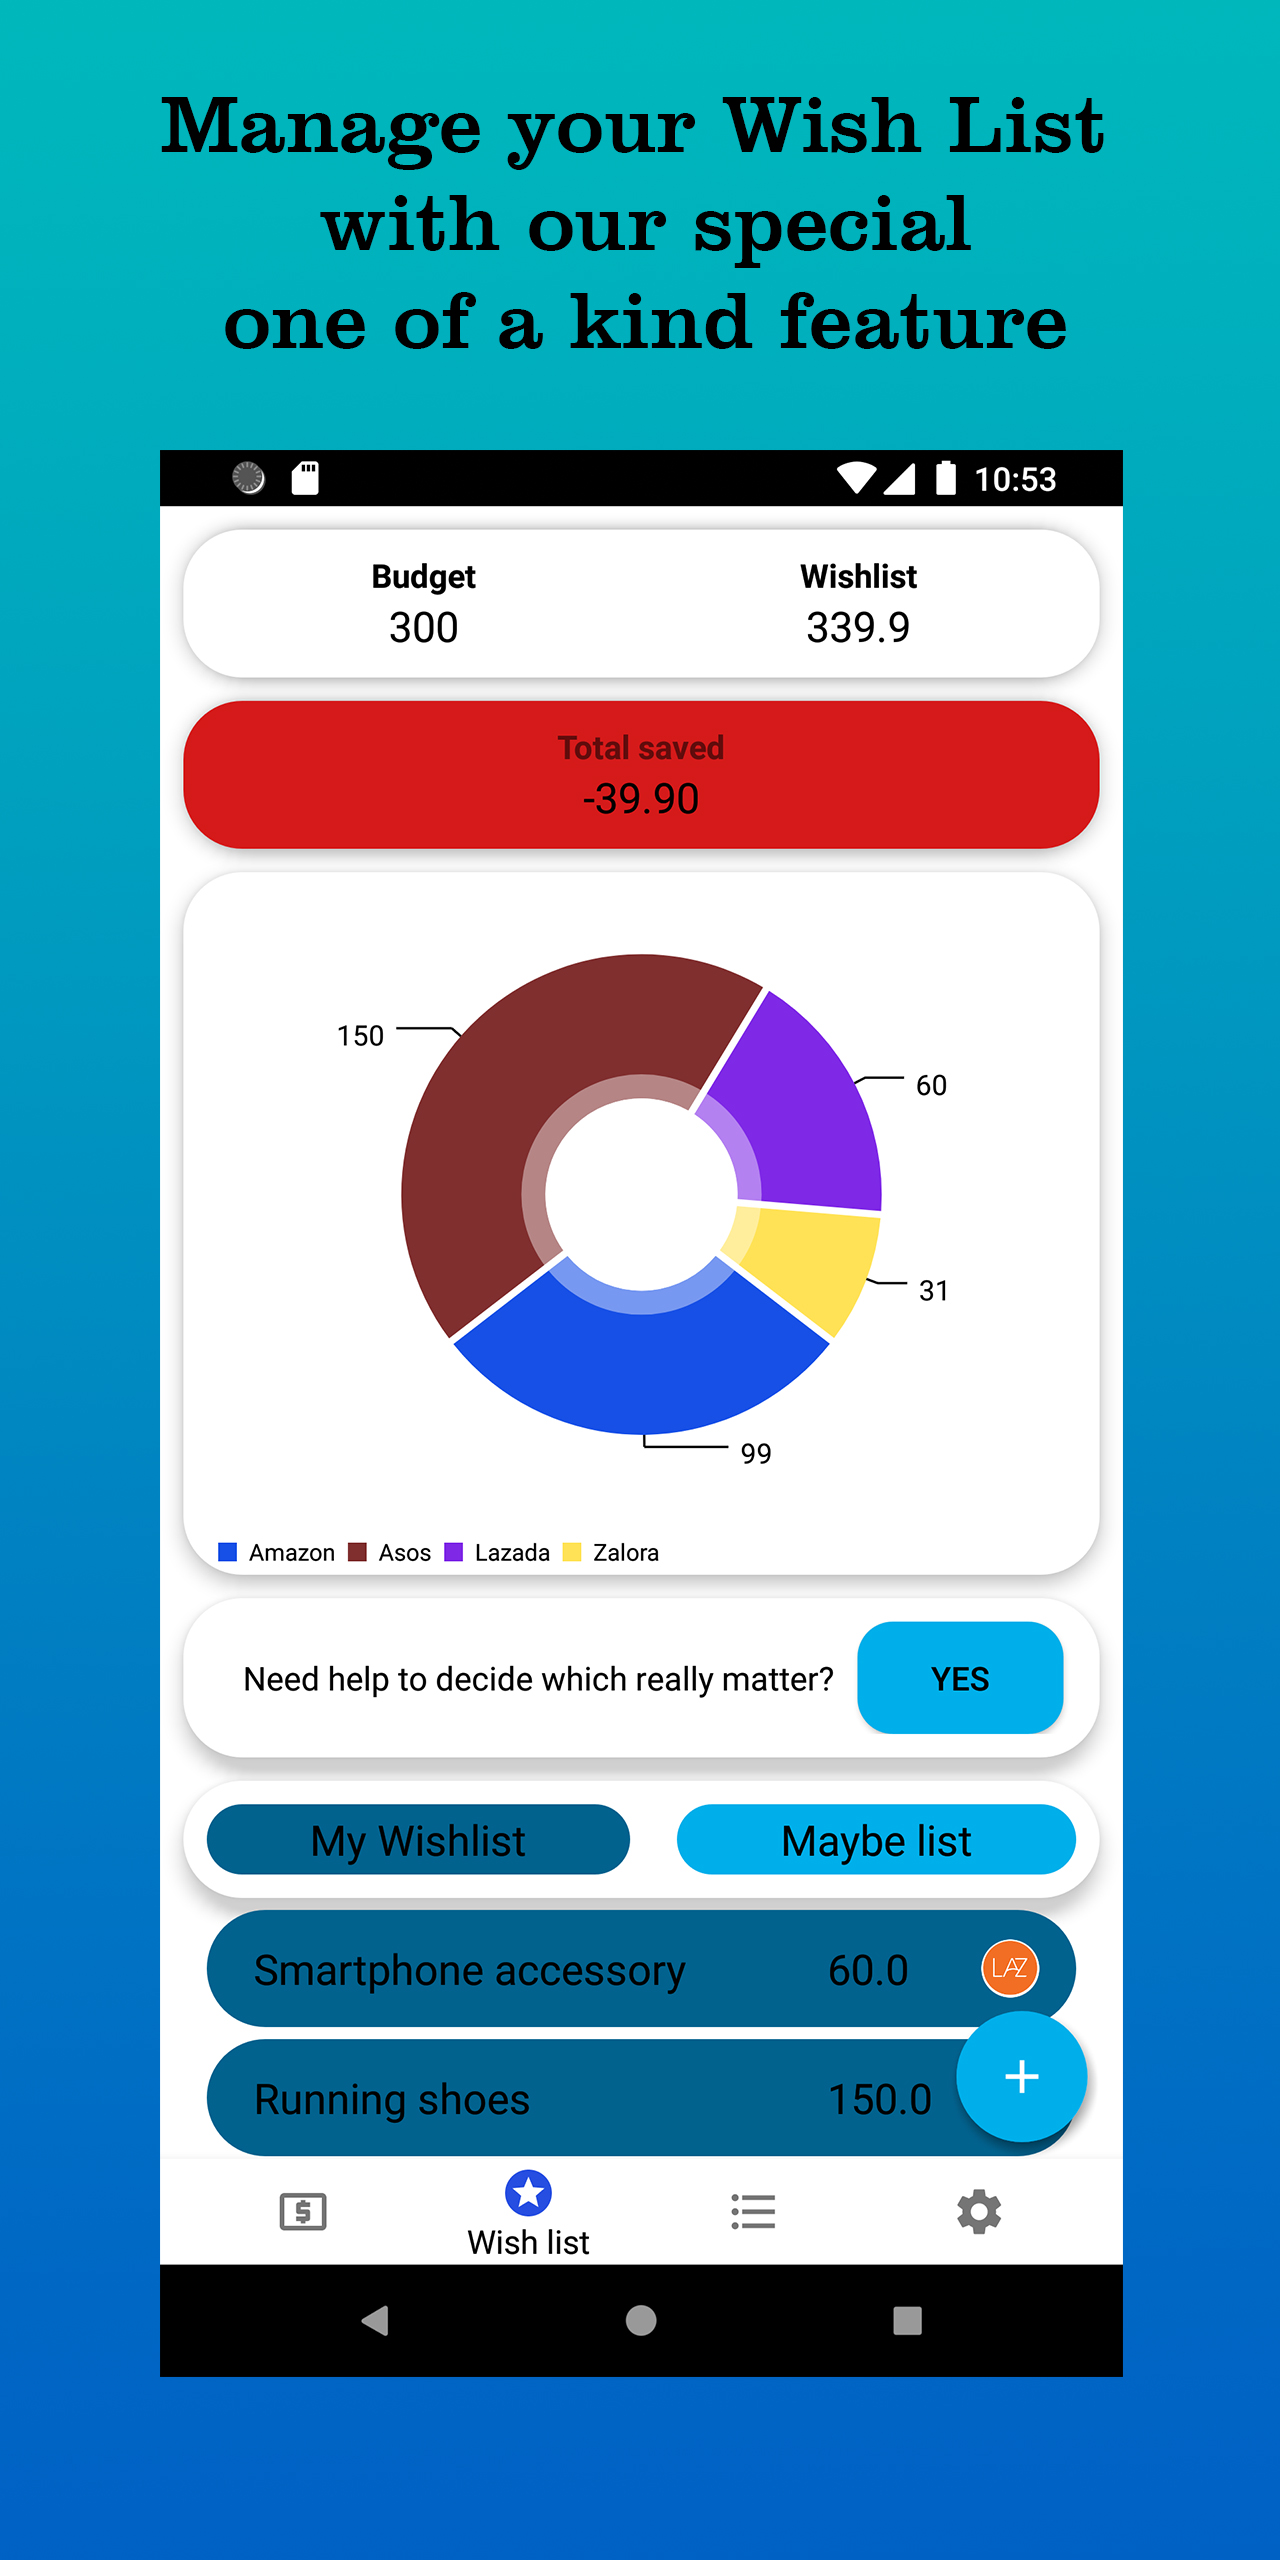 Manage your Wish List
with our special
one of a kind feature
10:53
Budget
Wishlist
300
339.9
Total saved
-39.90
150
60
31
99
Amazon Asos Lazada Zalora
Need help to decide which really matter? YES
My Wishlist Maybe list
Smartphone accessory 60.0 LAZ
Running shoes 150.0 +
$
Wish list